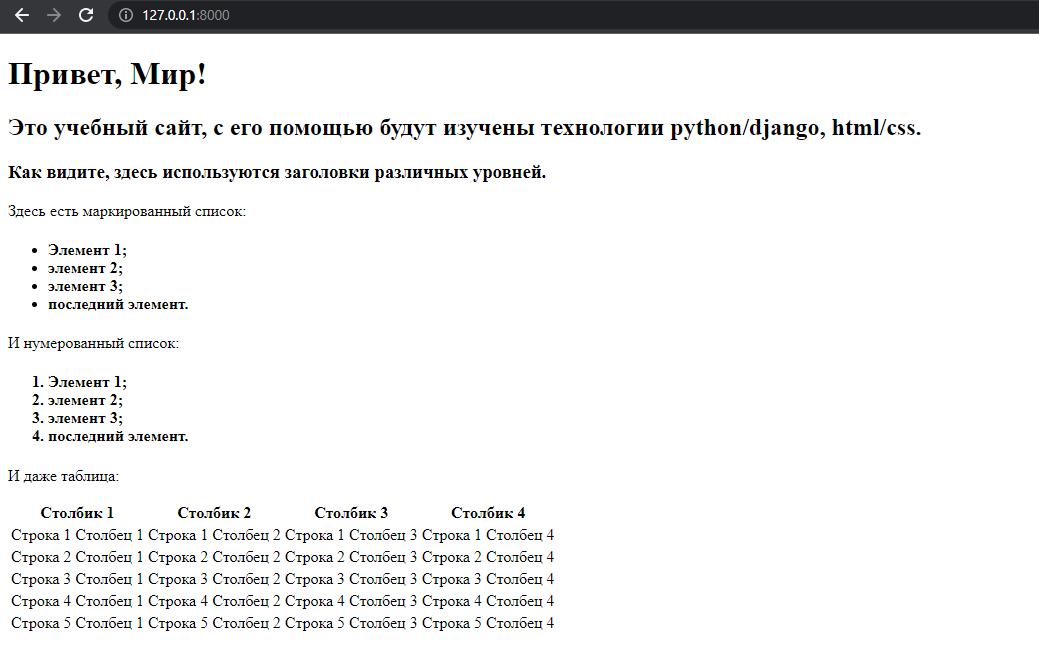 127.0.0.1:8000
Привет, Мир!
Это учебный сайт, с его помощью будут изучены технологии python/django, html/css.
Как видите, здесь используются заголовки различных уровней.
Здесь есть маркированный список:
• Элемент 1;
• элемент 2;
• элемент 3;
• последний элемент.
И нумерованный список:
1. Элемент 1;
2. элемент 2;
3. элемент 3;
4. последний элемент.
И даже таблица:
Столбик 1 Столбик 2 Столбик 3 Столбик 4
Строка 1 Столбец 1 Строка 1 Столбец 2 Строка 1 Столбец 3 Строка 1 Столбец 4
Строка 2 Столбец 1 Строка 2 Столбец 2 Строка 2 Столбец 3 Строка 2 Столбец 4
Строка 3 Столбец 1 Строка 3 Столбец 2 Строка 3 Столбец 3 Строка 3 Столбец 4
Строка 4 Столбец 1 Строка 4 Столбец 2 Строка 4 Столбец 3 Строка 4 Столбец 4
Строка 5 Столбец 1 Строка 5 Столбец 2 Строка 5 Столбец 3 Строка 5 Столбец 4